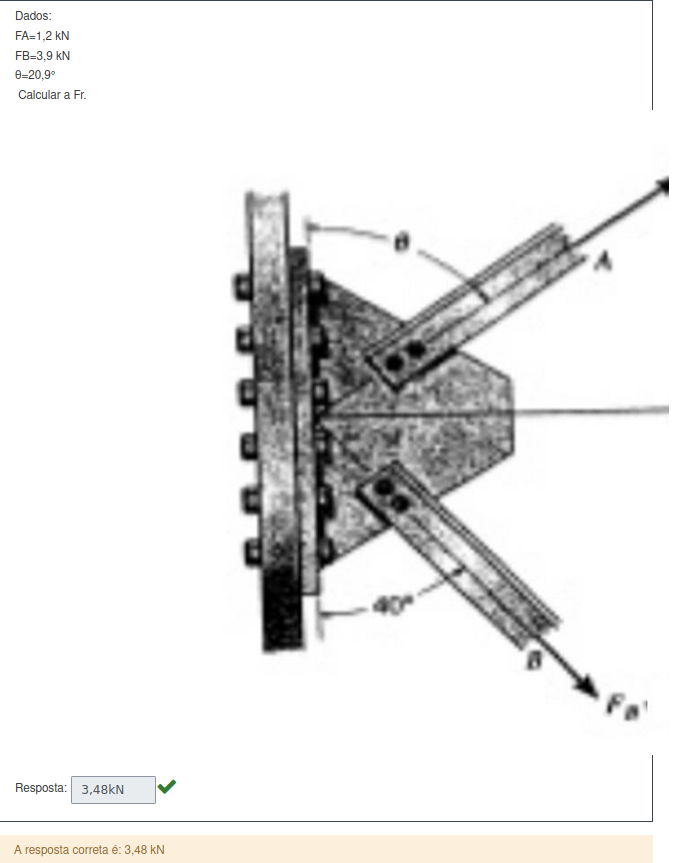 Dados:
FA=1,2 kN
FB=3,9 kN
θ=20,9°
Calcular a Fr.
θ
A
40°
B
F_B
Resposta: 3,48kN
A resposta correta é: 3,48 kN